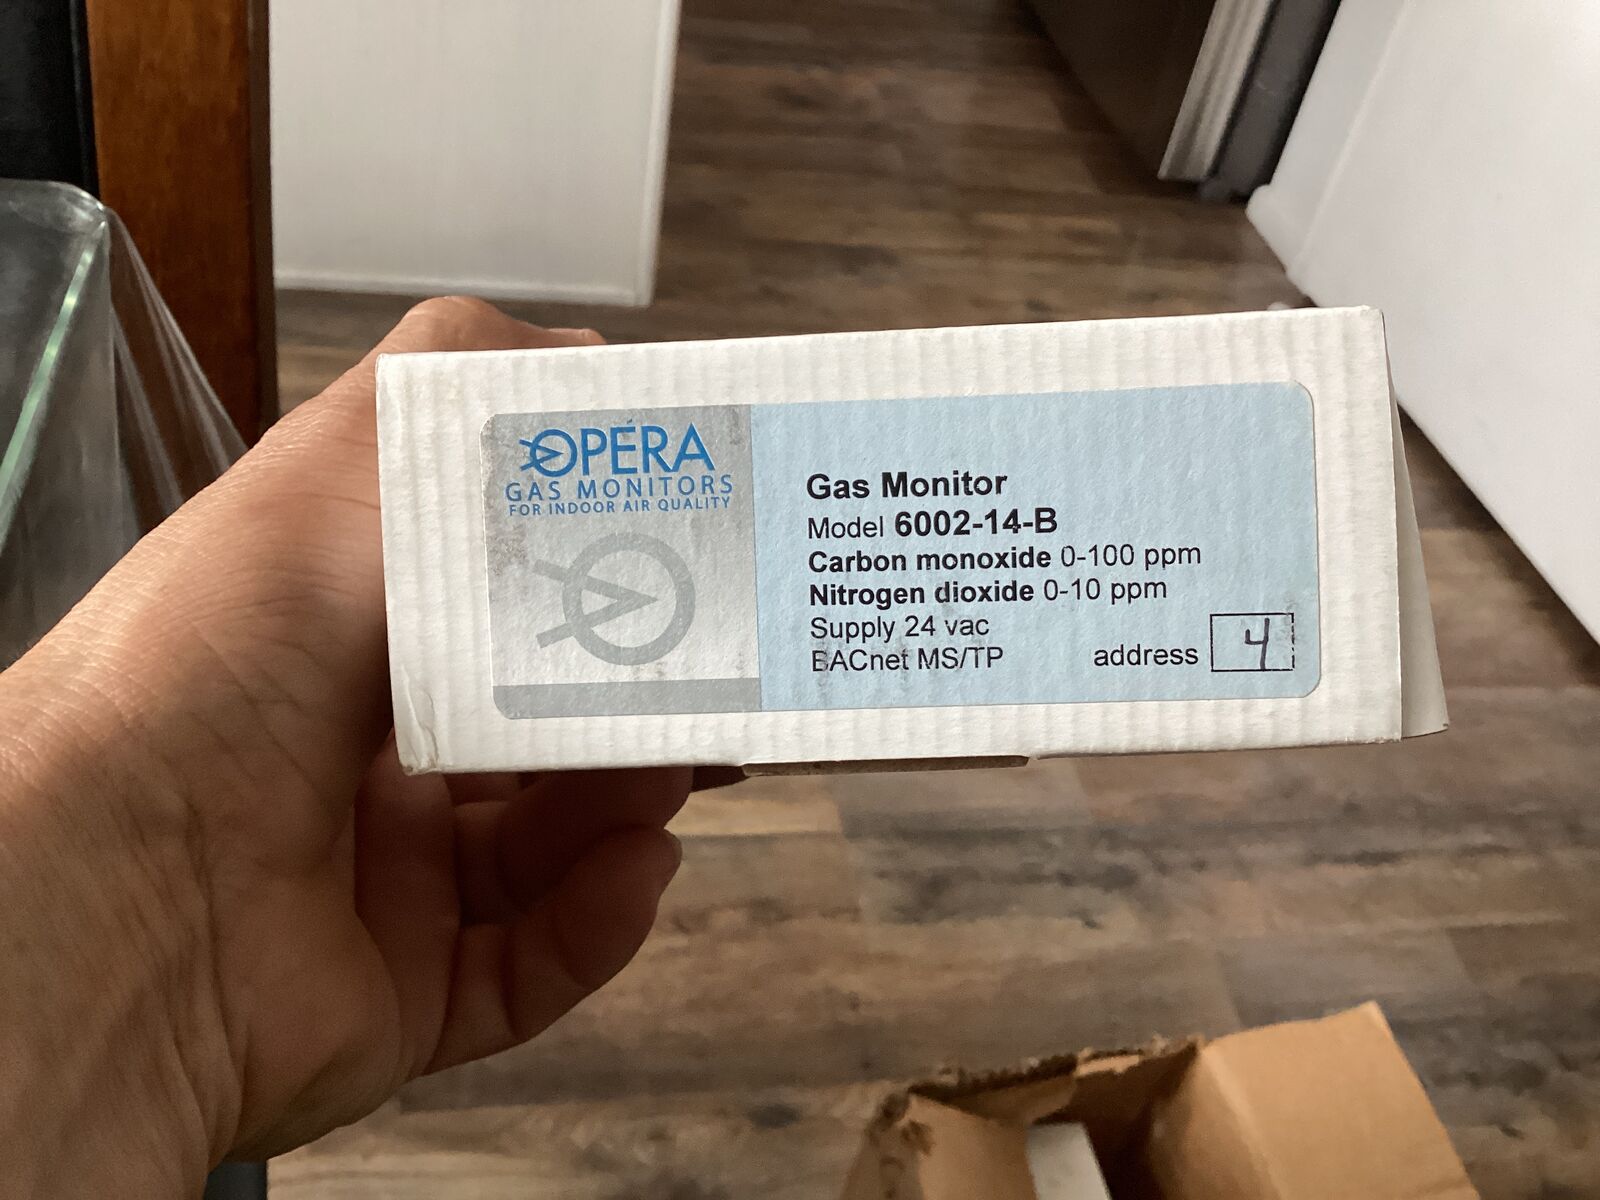 OPÉRA
GAS MONITORS
FOR INDOOR AIR QUALITY
Gas Monitor
Model 6002-14-B
Carbon monoxide 0-100 ppm
Nitrogen dioxide 0-10 ppm
Supply 24 vac
BACnet MS/TP address 4